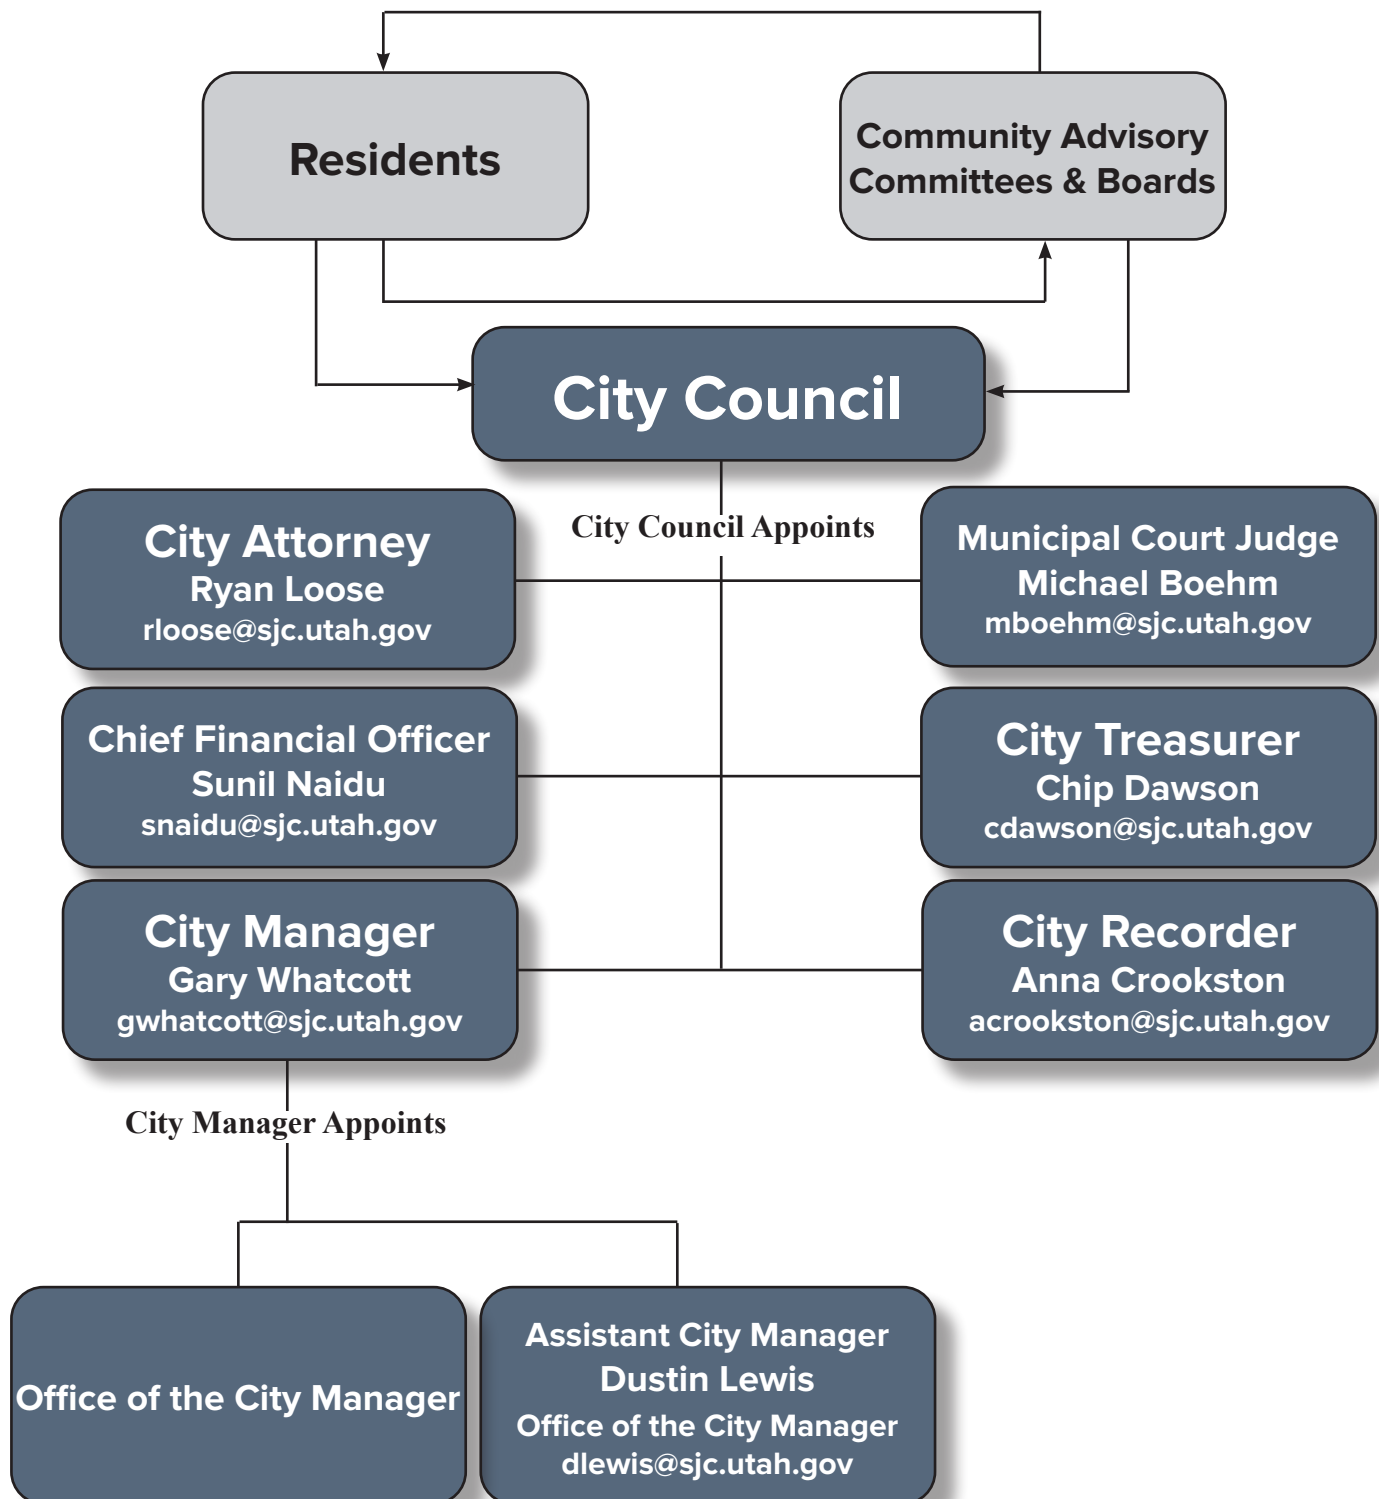 Residents
Community Advisory
Committees & Boards
City Council
City Council Appoints
City Attorney
Ryan Loose
rloose@sjc.utah.gov
Municipal Court Judge
Michael Boehm
mboehm@sjc.utah.gov
Chief Financial Officer
Sunil Naidu
snaidu@sjc.utah.gov
City Treasurer
Chip Dawson
cdawson@sjc.utah.gov
City Manager
Gary Whatcott
gwhatcott@sjc.utah.gov
City Recorder
Anna Crookston
acrookston@sjc.utah.gov
City Manager Appoints
Office of the City Manager
Assistant City Manager
Dustin Lewis
Office of the City Manager
dlewis@sjc.utah.gov